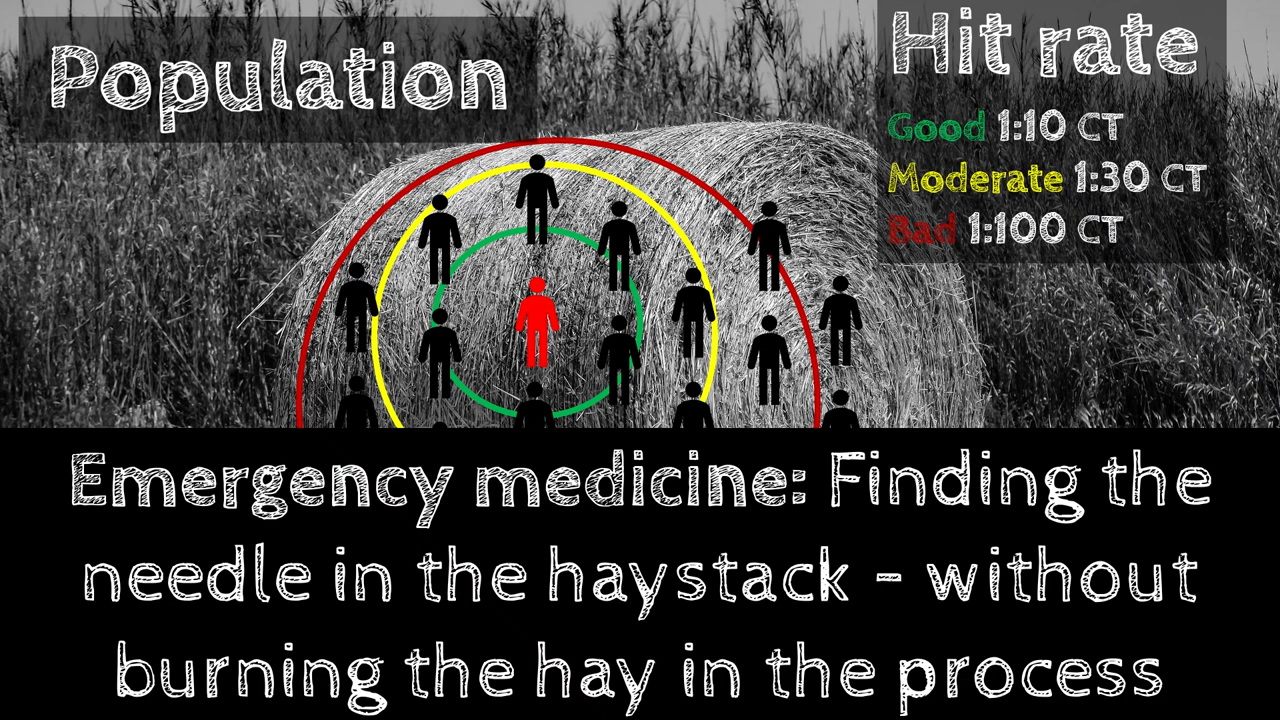 Population
Hit rate
Good 1:10 CT
Moderate 1:30 CT
Bad 1:100 CT
Emergency medicine: Finding the
needle in the haystack - without
burning the hay in the process